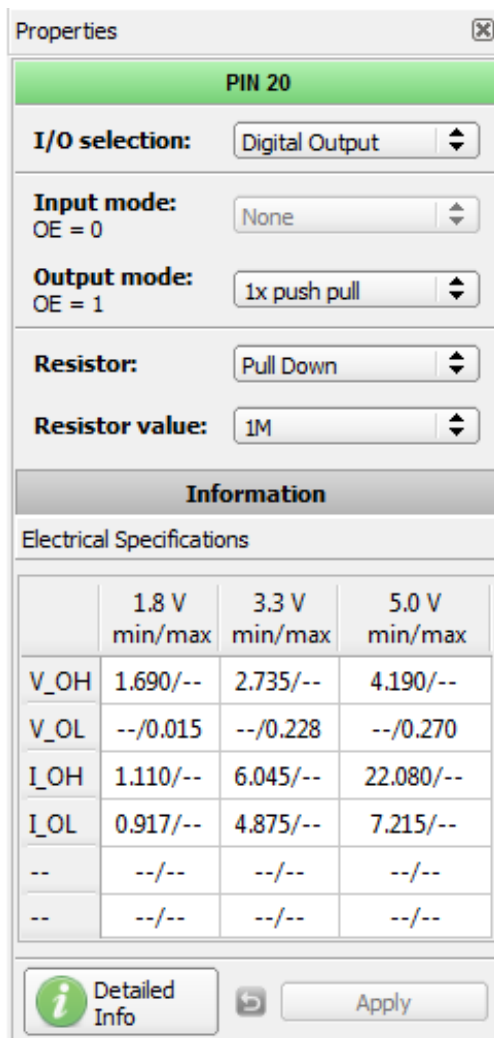 Properties
PIN 20
I/O selection: Digital Output
Input mode: None
OE = 0
Output mode: 1x push pull
OE = 1
Resistor: Pull Down
Resistor value: 1M
Information
Electrical Specifications
1.8 V 3.3 V 5.0 V
min/max min/max min/max
V_OH 1.690/-- 2.735/-- 4.190/--
V_OL --/0.015 --/0.228 --/0.270
I_OH 1.110/-- 6.045/-- 22.080/--
I_OL 0.917/-- 4.875/-- 7.215/--
-- --/-- --/-- --/--
-- --/-- --/-- --/--
Detailed
Info
Apply